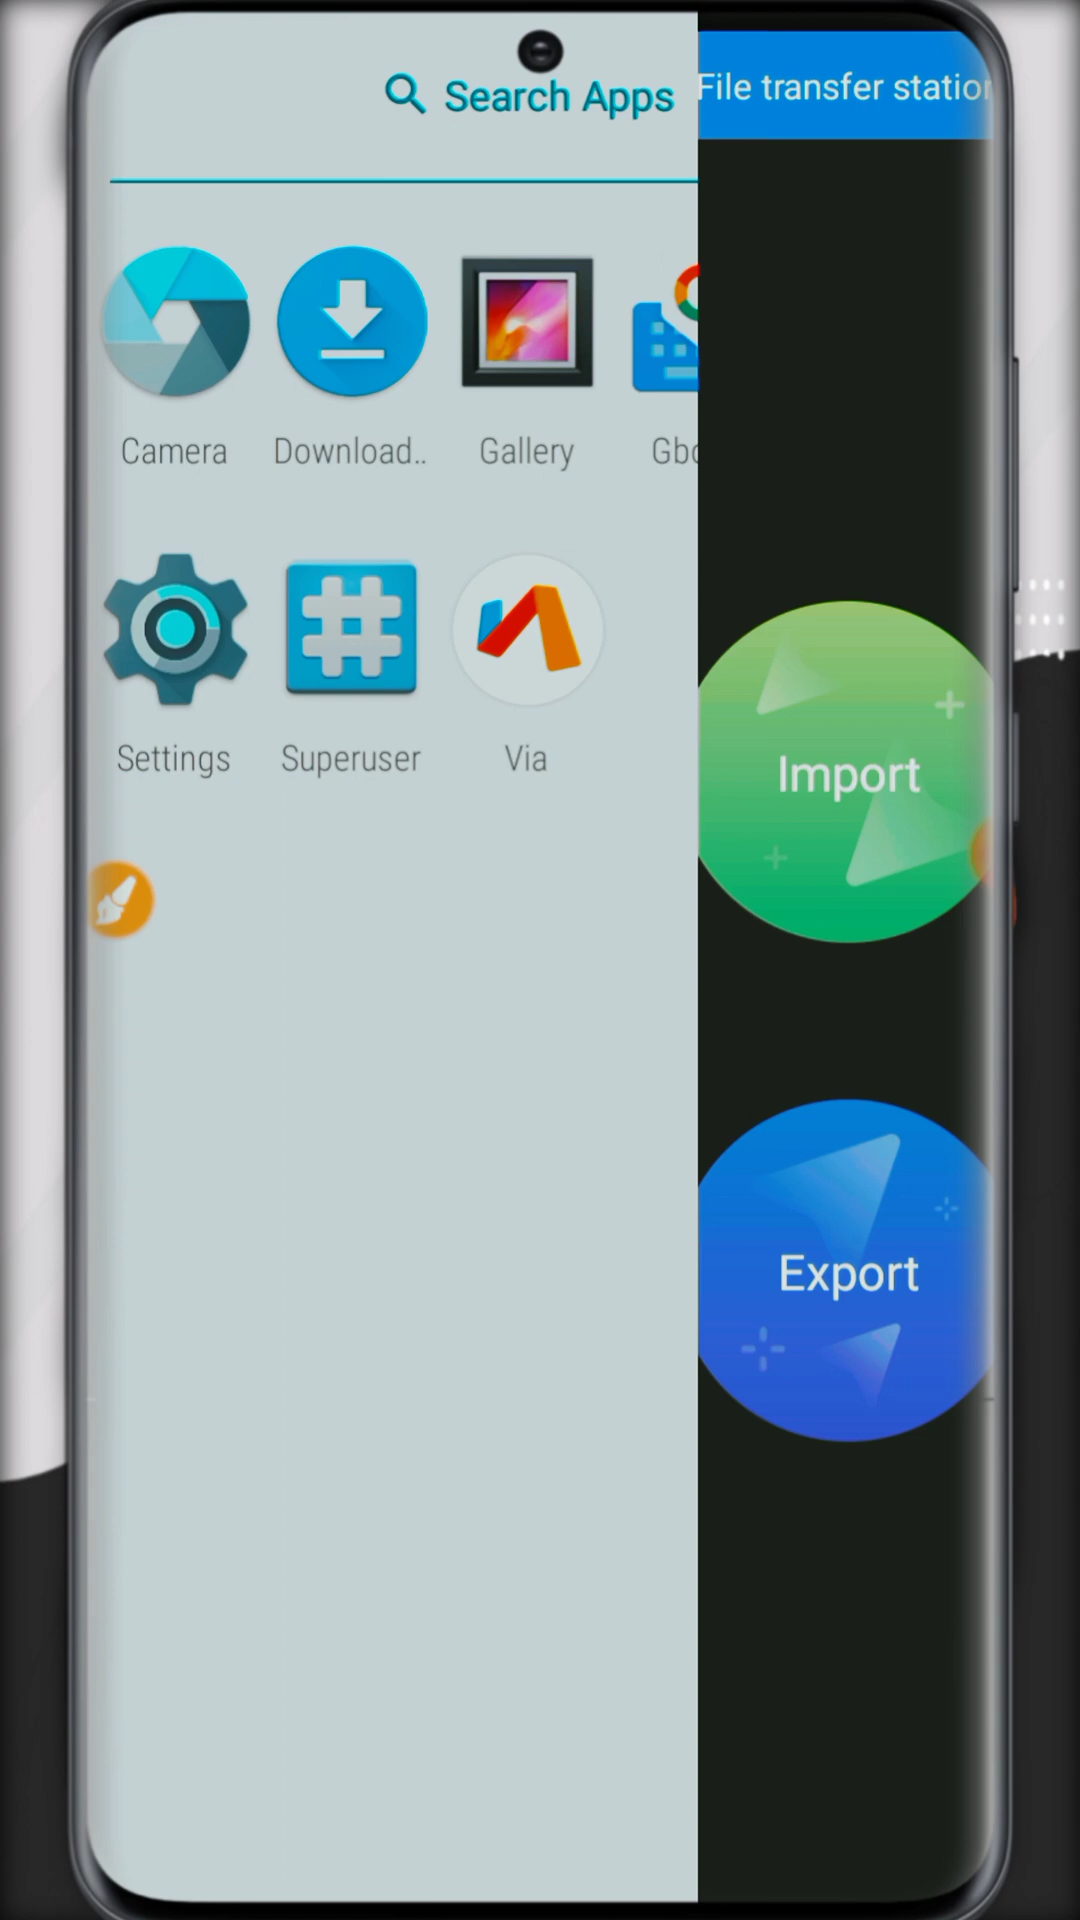 Search Apps
File transfer station
Camera
Download..
Gallery
Gbo
Settings
Superuser
Via
Import
Export